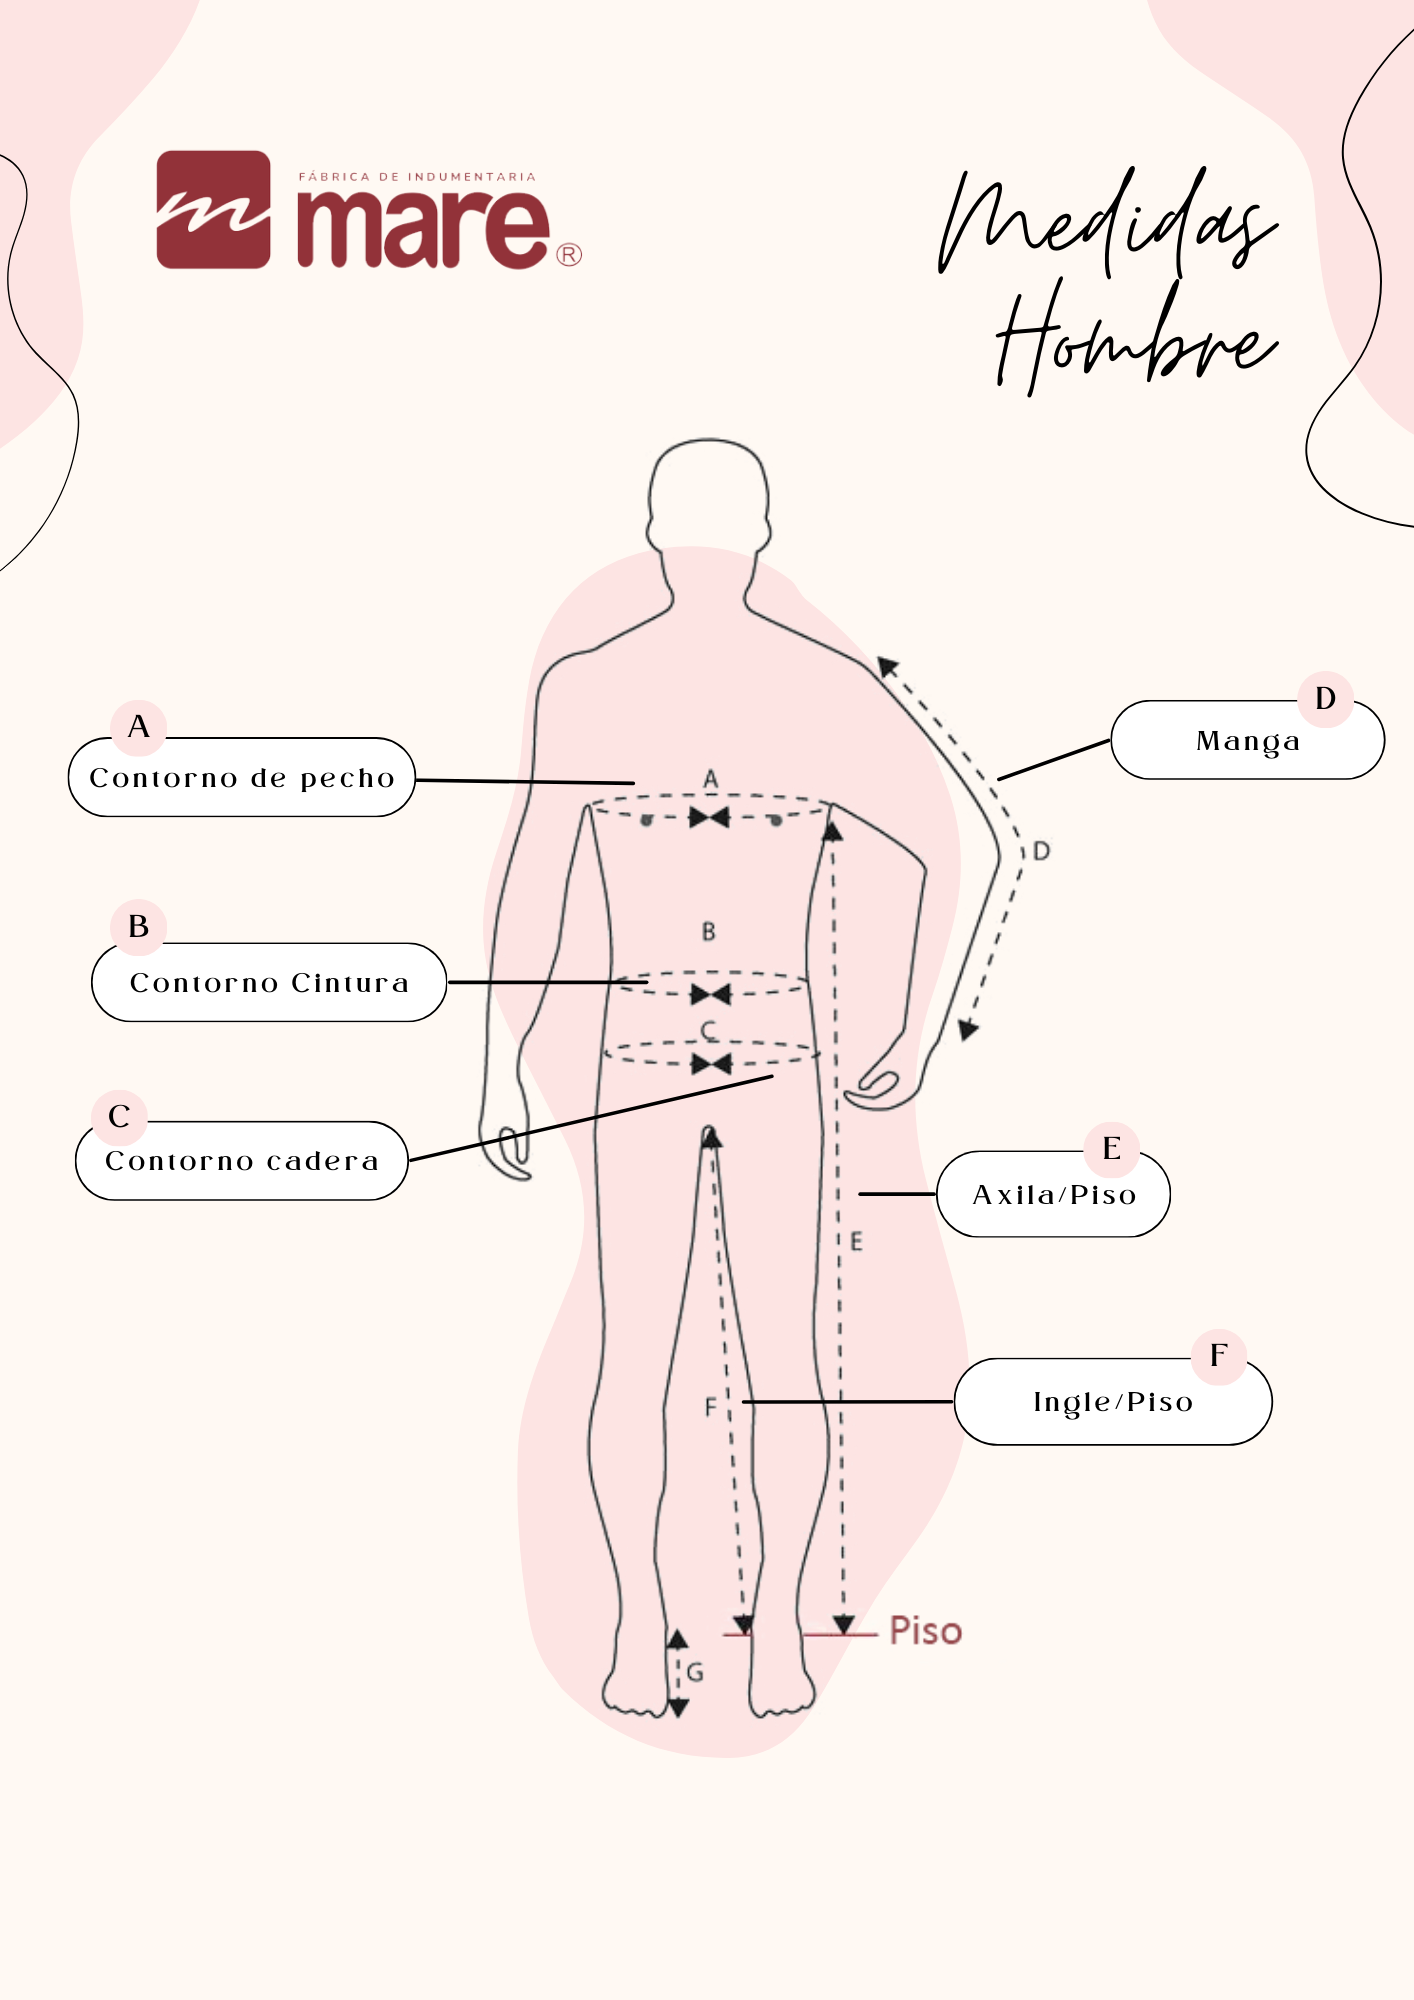 FÁBRICA DE INDUMENTARIA
mare®
Medidas
Hombre
A
Contorno de pecho
D
Manga
A
D
B
Contorno Cintura
B
C
C
Contorno cadera
E
Axila/Piso
E
F
Ingle/Piso
F
Piso
G